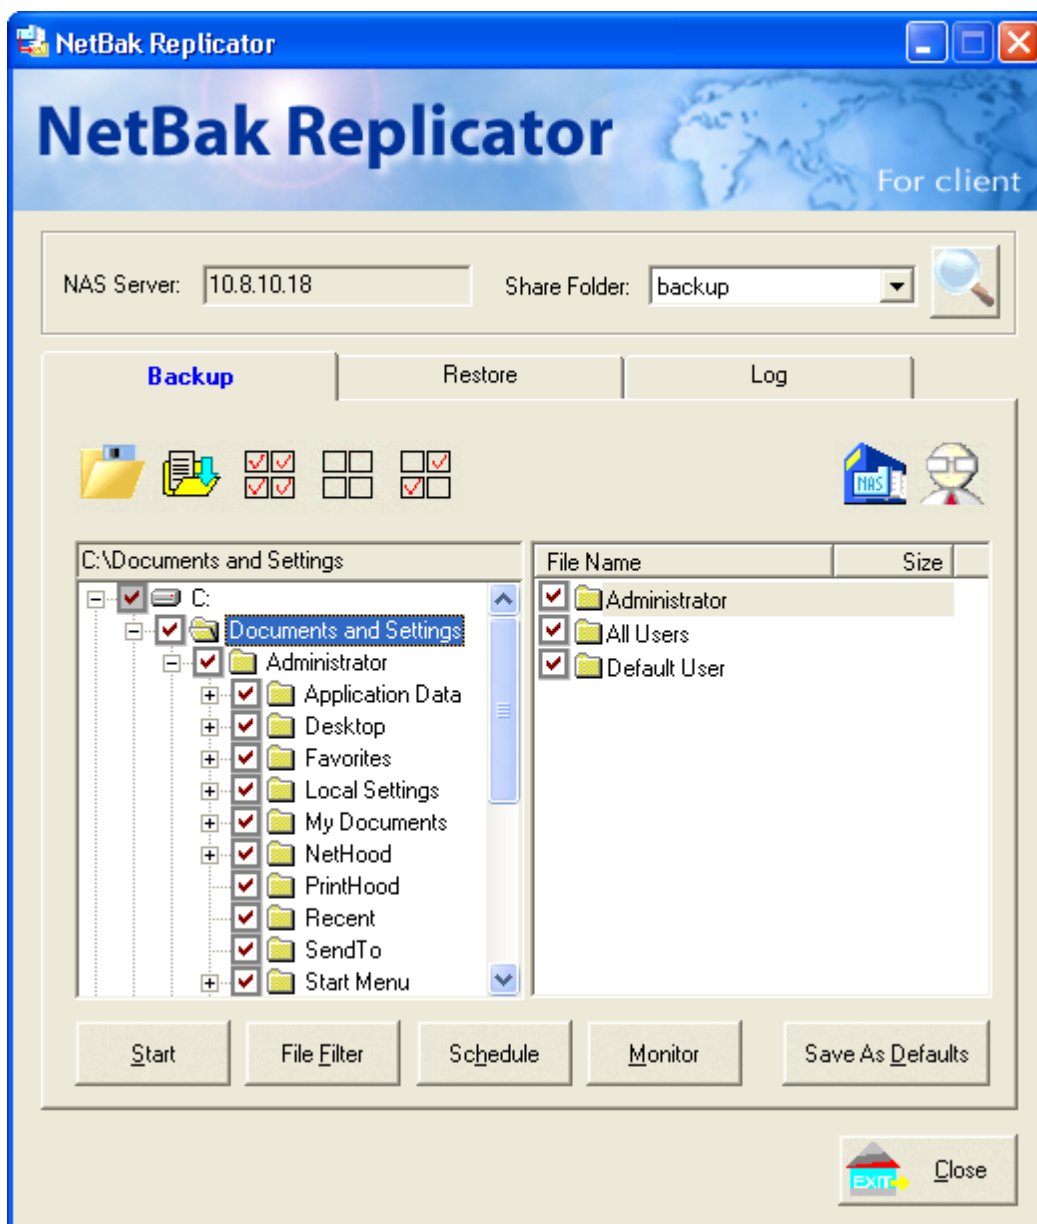 NetBak Replicator
NetBak Replicator
For client
NAS Server: 10.8.10.18 Share Folder: backup
Backup Restore Log
NAS
C:\Documents and Settings
C:
Documents and Settings
Administrator
Application Data
Desktop
Favorites
Local Settings
My Documents
NetHood
PrintHood
Recent
SendTo
Start Menu
File Name Size
Administrator
All Users
Default User
Start File Filter Schedule Monitor Save As Defaults
EXIT Close